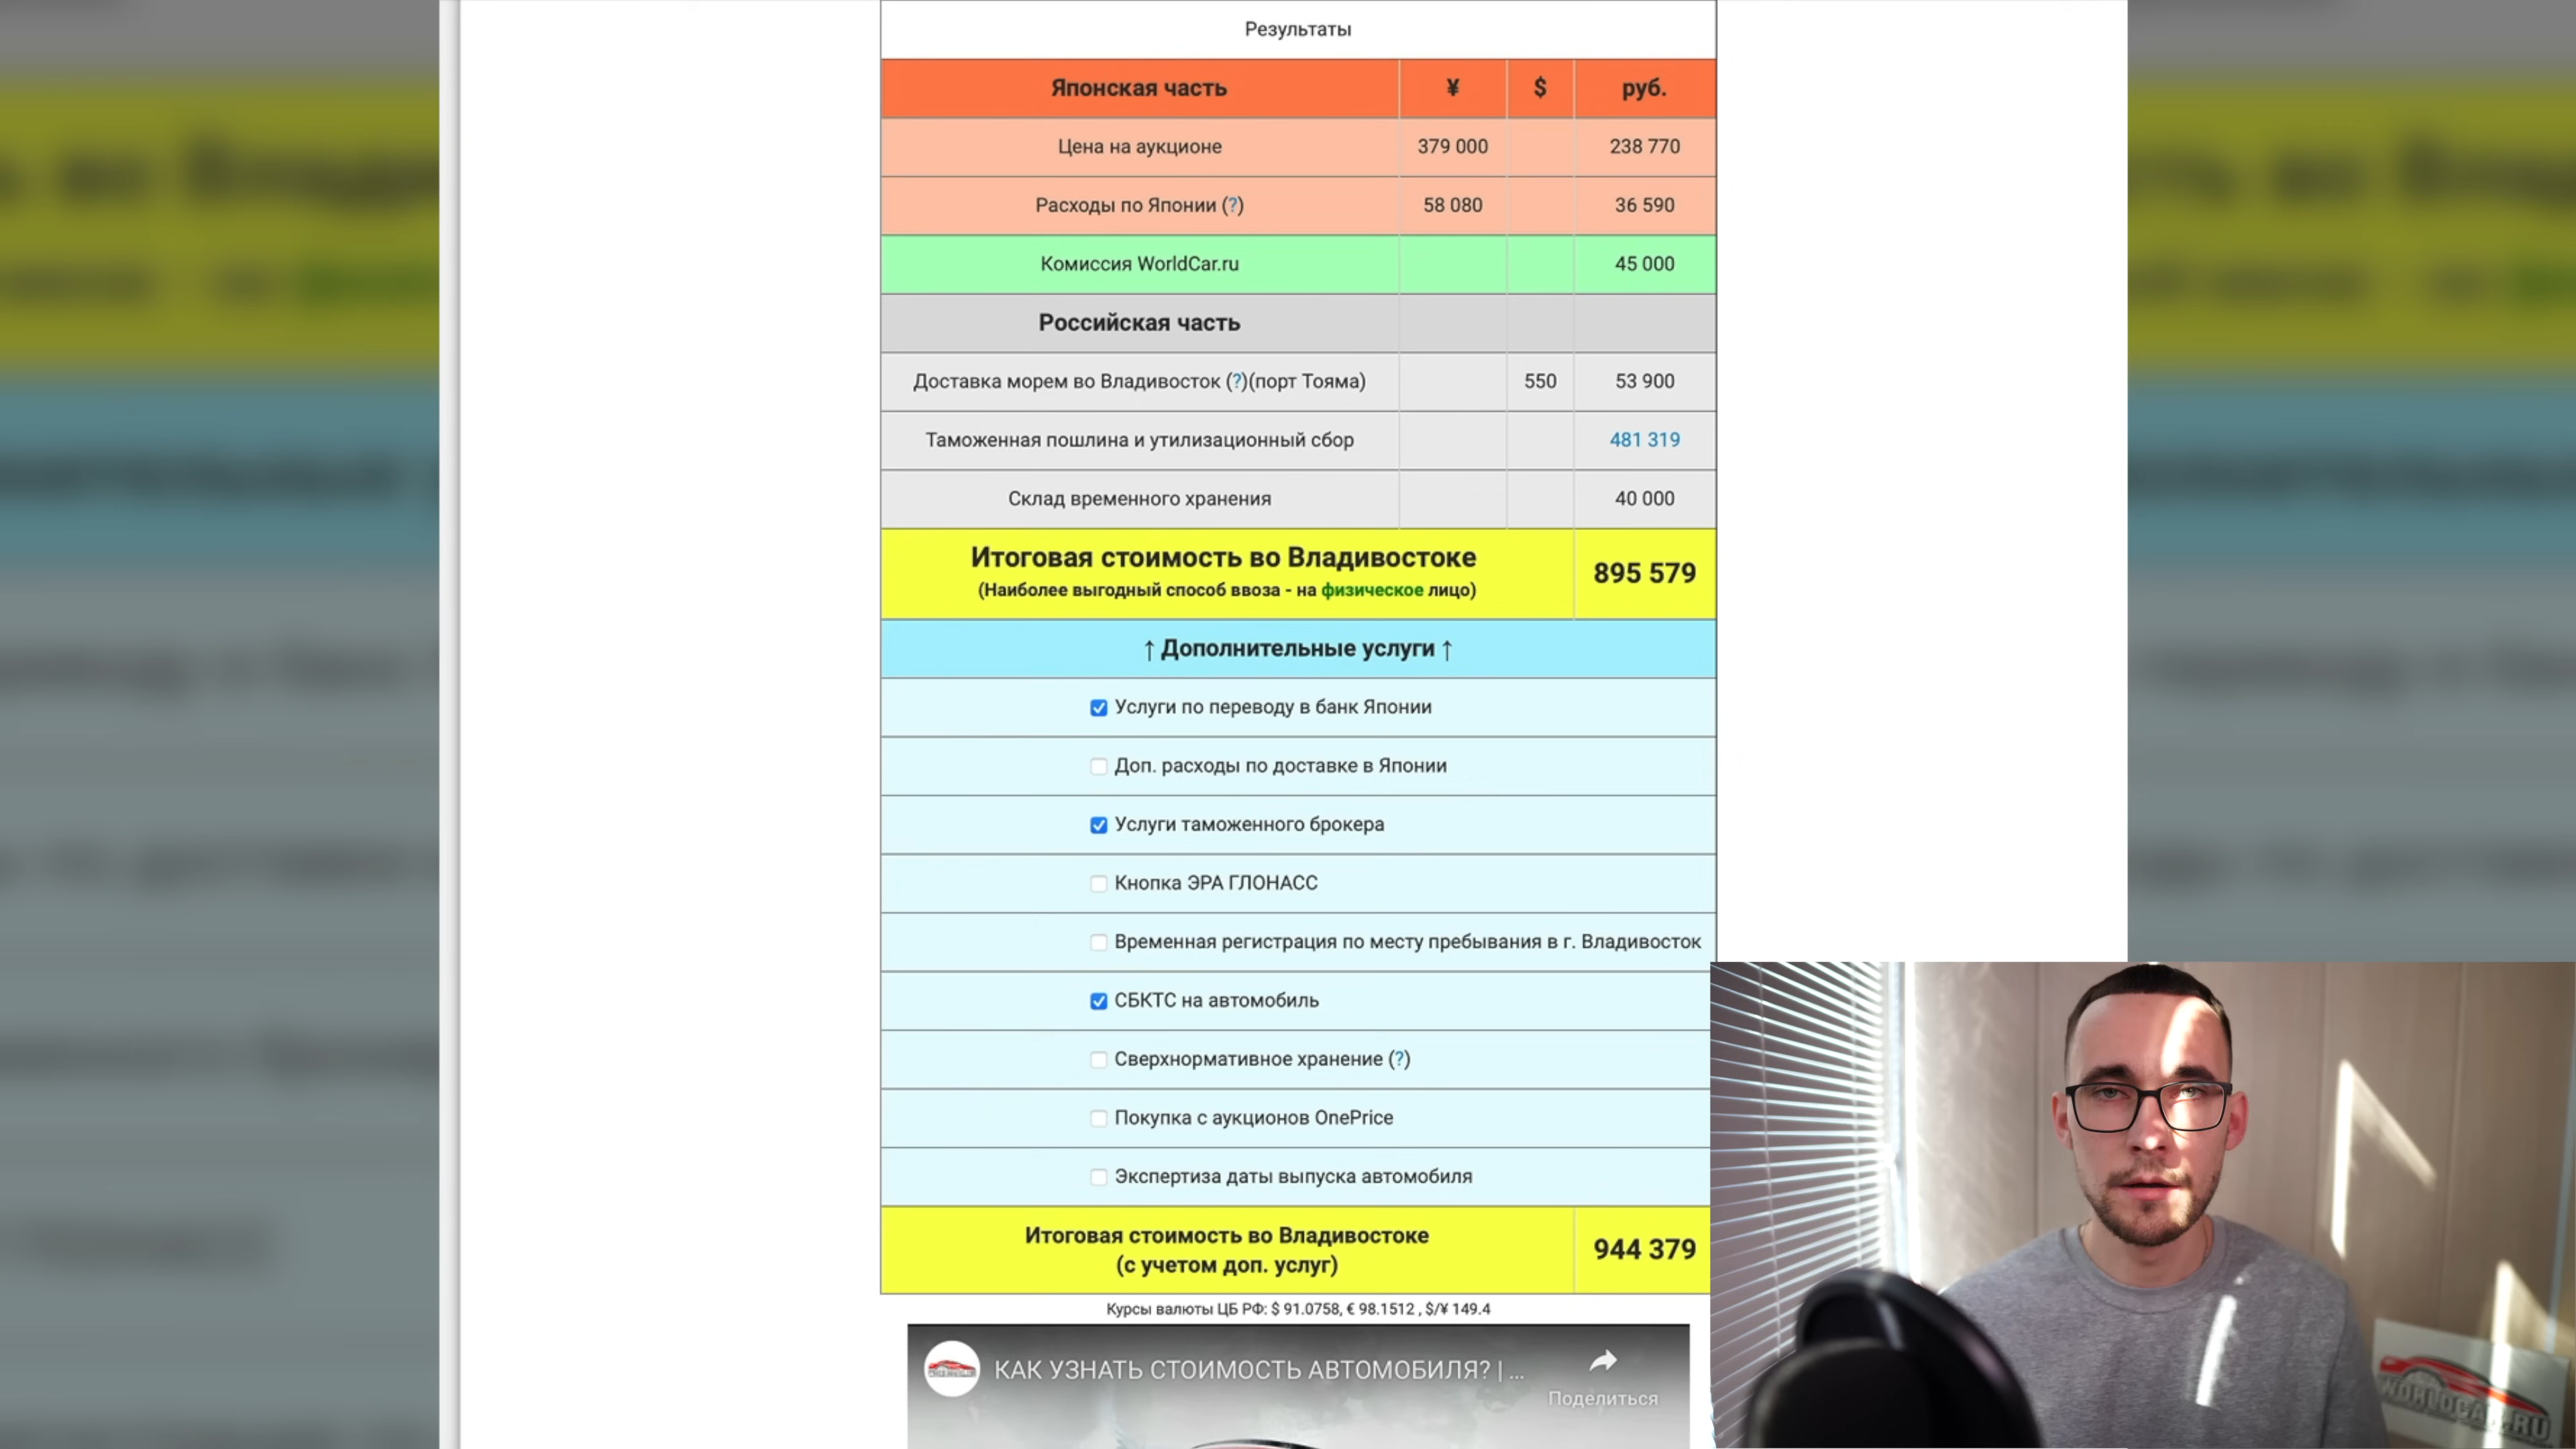 Результаты
Японская часть ¥ $ руб.
Цена на аукционе 379 000 238 770
Расходы по Японии (?) 58 080 36 590
Комиссия WorldCar.ru 45 000
Российская часть
Доставка морем во Владивосток (?)(порт Тояма) 550 53 900
Таможенная пошлина и утилизационный сбор 481 319
Склад временного хранения 40 000
Итоговая стоимость во Владивостоке 895 579
(Наиболее выгодный способ ввоза - на физическое лицо)
↑ Дополнительные услуги ↑
Услуги по переводу в банк Японии
Доп. расходы по доставке в Японии
Услуги таможенного брокера
Кнопка ЭРА ГЛОНАСС
Временная регистрация по месту пребывания в г. Владивосток
СБКТС на автомобиль
Сверхнормативное хранение (?)
Покупка с аукционов OnePrice
Экспертиза даты выпуска автомобиля
Итоговая стоимость во Владивостоке
(с учетом доп. услуг) 944 379
Курсы валюты ЦБ РФ: $ 91.0758, € 98.1512 , $/¥ 149.4
КАК УЗНАТЬ СТОИМОСТЬ АВТОМОБИЛЯ? | ...
Поделиться
WORLDCAR.RU